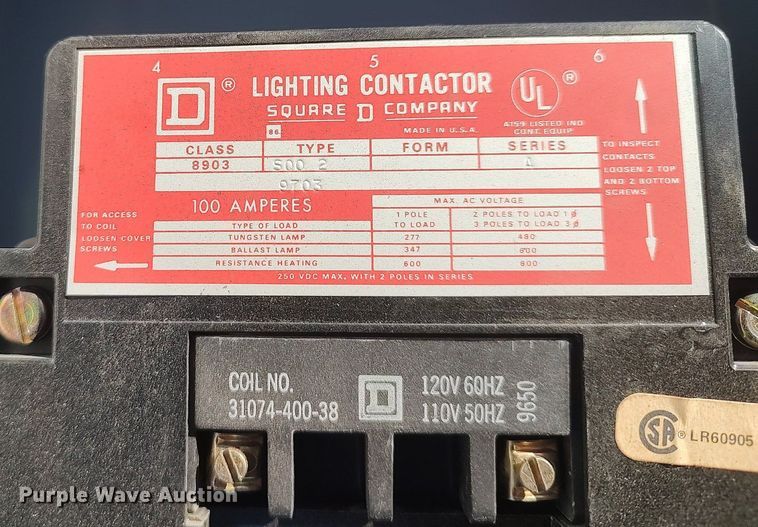 4 5 6
D ® LIGHTING CONTACTOR UL ®
SQUARE D COMPANY
86. MADE IN U.S.A. 4159 LISTED IND.
CONT. EQUIP.
CLASS TYPE FORM SERIES
8903 SOO 2 A
9703
TO INSPECT
CONTACTS
LOOSEN 2 TOP
AND 2 BOTTOM
SCREWS
FOR ACCESS
TO COIL
LOOSEN COVER
SCREWS
100 AMPERES MAX. AC VOLTAGE
TYPE OF LOAD 1 POLE TO LOAD 2 POLES TO LOAD 1 ø
3 POLES TO LOAD 3 ø
TUNGSTEN LAMP 277 480
BALLAST LAMP 347 600
RESISTANCE HEATING 600 600
250 VDC MAX. WITH 2 POLES IN SERIES
COIL NO. D 120V 60HZ
31074-400-38 110V 50HZ
9650
SA ® LR60905
Purple Wave Auction